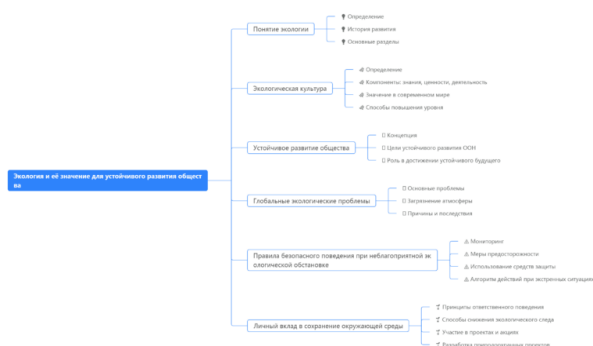 Понятие экологии
Определение
История развития
Основные разделы
Экологическая культура
Определение
Компоненты: знания, ценности, деятельность
Значение в современном мире
Способы повышения уровня
Устойчивое развитие общества
Концепция
Цели устойчивого развития ООН
Роль в достижение устойчивого будущего
Экология и её значение для устойчивого развития общест
ва
Глобальные экологические проблемы
Основные проблемы
Загрязнение атмосферы
Причины и последствия
Правила безопасного поведения при неблагоприятной эк
ологической обстановке
Мониторинг
Меры предосторожности
Использование средств защиты
Алгоритм действий при экстренных ситуациях
Личный вклад в сохранение окружающей среды
Принципы ответственного поведения
Способы снижения экологического следа
Участие в проектах и акциях